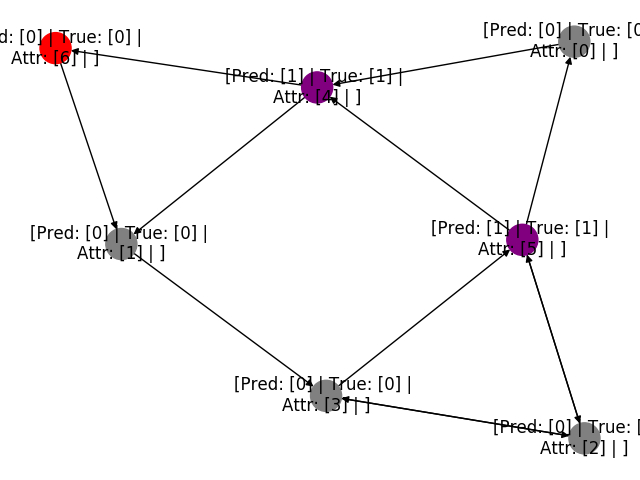 d: [0] | True: [0] |
Attr: [6] | ]
[Pred: [0] | True: [0
Attr: [0] | ]
[Pred: [1] | True: [1] |
Attr: [4] | ]
[Pred: [0] | True: [0] |
Attr: [1] | ]
[Pred: [1] | True: [1] |
Attr: [5] | ]
[Pred: [0] | True: [0] |
Attr: [3] | ]
[Pred: [0] | True: [
Attr: [2] | ]